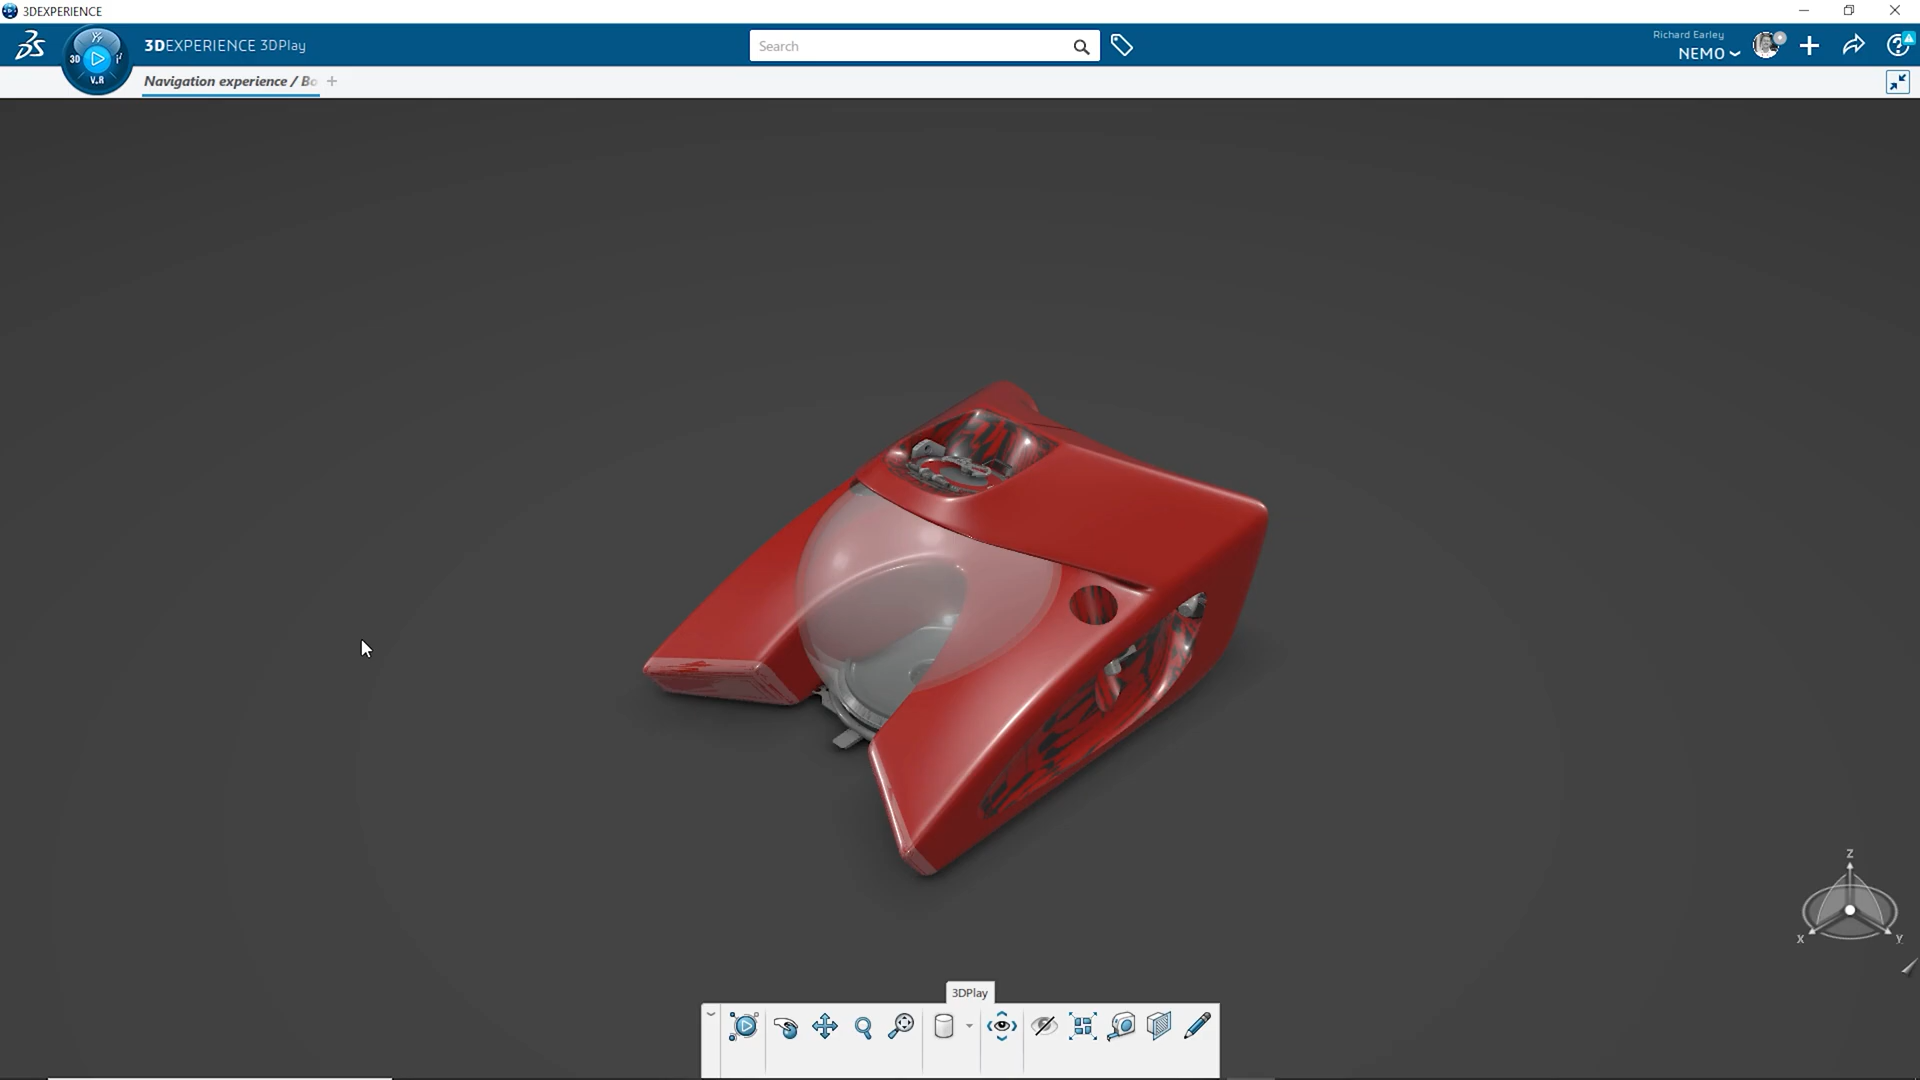 3DEXPERIENCE
3DEXPERIENCE 3DPlay
Search
Richard Earley
NEMO
3D
V.R
Navigation experience / Bo
Z
X
Y
3DPlay